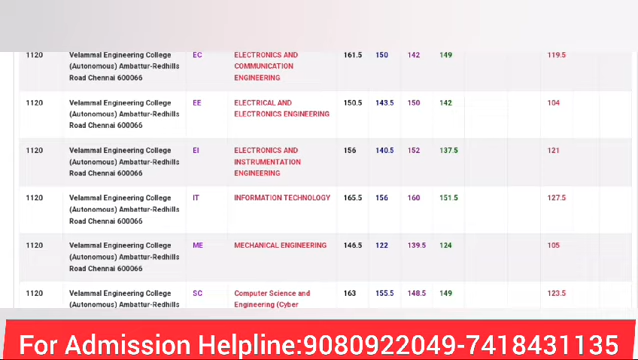 1120 Velammal Engineering College EC ELECTRONICS AND 161.5 150 142 149 119.5
(Autonomous) Ambattur-Redhills COMMUNICATION
Road Chennai 600066 ENGINEERING
1120 Velammal Engineering College EE ELECTRICAL AND 150.5 143.5 150 142 104
(Autonomous) Ambattur-Redhills ELECTRONICS ENGINEERING
Road Chennai 600066
1120 Velammal Engineering College EI ELECTRONICS AND 156 140.5 152 137.5 121
(Autonomous) Ambattur-Redhills INSTRUMENTATION
Road Chennai 600066 ENGINEERING
1120 Velammal Engineering College IT INFORMATION TECHNOLOGY 165.5 156 160 151.5 127.5
(Autonomous) Ambattur-Redhills
Road Chennai 600066
1120 Velammal Engineering College ME MECHANICAL ENGINEERING 146.5 122 139.5 124 105
(Autonomous) Ambattur-Redhills
Road Chennai 600066
1120 Velammal Engineering College SC Computer Science and 163 155.5 148.5 149 123.5
(Autonomous) Ambattur-Redhills Engineering (Cyber
For Admission Helpline:9080922049-7418431135